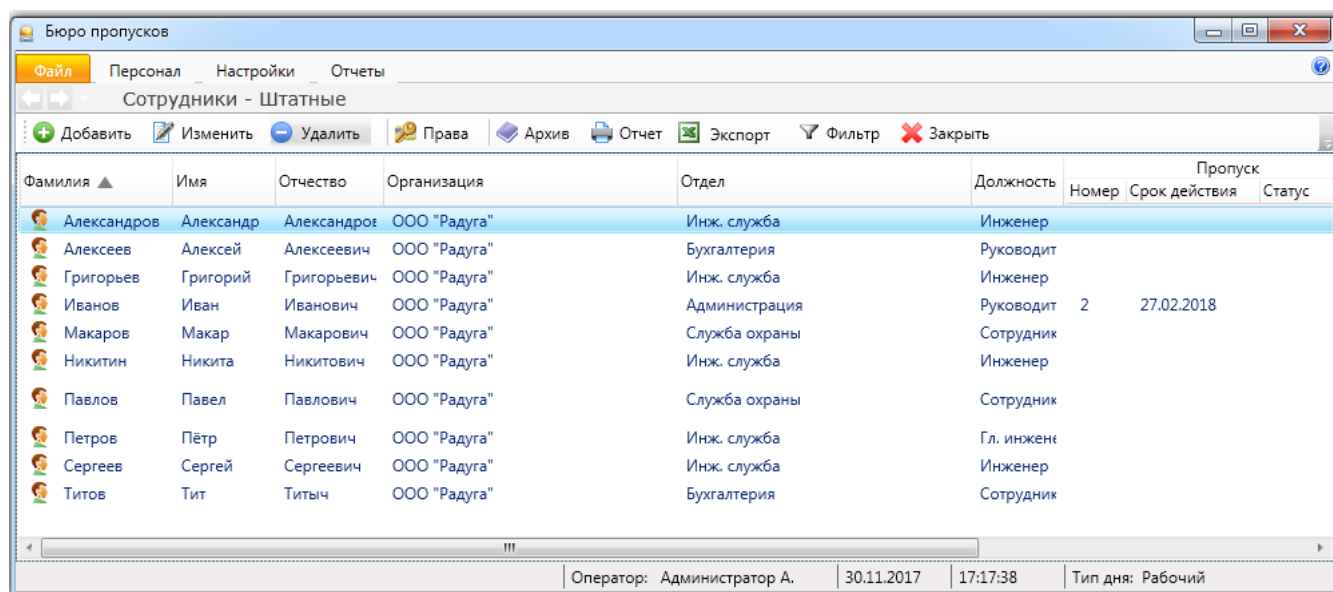 Бюро пропусков
Файл Персонал Настройки Отчеты
Сотрудники - Штатные
Добавить Изменить Удалить Права Архив Отчет Экспорт Фильтр Закрыть
Пропуск
Фамилия Имя Отчество Организация Отдел Должность Номер Срок действия Статус
Александров Александр Александров ООО "Радуга" Инж. служба Инженер
Алексеев Алексей Алексеевич ООО "Радуга" Бухгалтерия Руководит
Григорьев Григорий Григорьевич ООО "Радуга" Инж. служба Инженер
Иванов Иван Иванович ООО "Радуга" Администрация Руководит 2 27.02.2018
Макаров Макар Макарович ООО "Радуга" Служба охраны Сотрудник
Никитин Никита Никитович ООО "Радуга" Инж. служба Инженер
Павлов Павел Павлович ООО "Радуга" Служба охраны Сотрудник
Петров Пётр Петрович ООО "Радуга" Инж. служба Гл. инжене
Сергеев Сергей Сергеевич ООО "Радуга" Инж. служба Инженер
Титов Тит Титыч ООО "Радуга" Бухгалтерия Сотрудник
Оператор: Администратор А. 30.11.2017 17:17:38 Тип дня: Рабочий